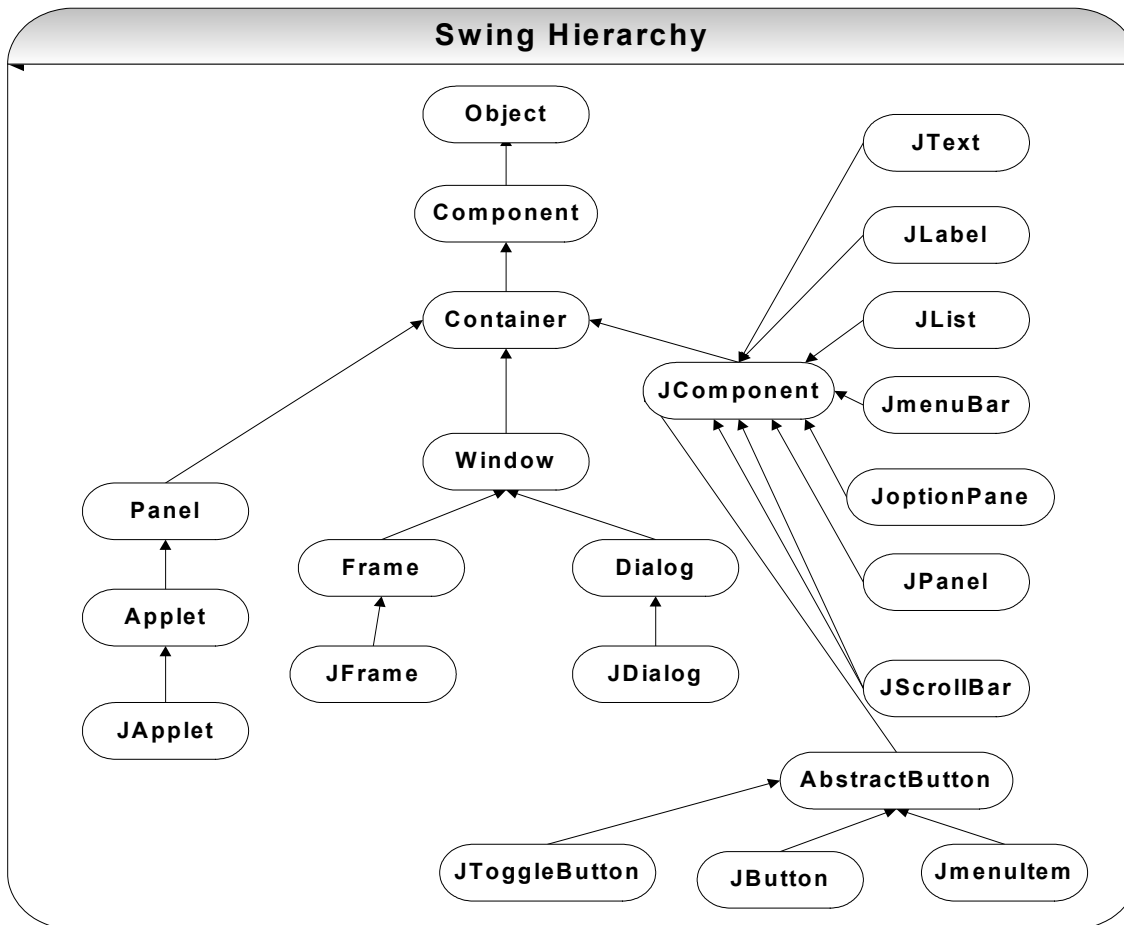 Swing Hierarchy
Object
JText
Component
JLabel
Container
JList
JComponent
JmenuBar
Window
JoptionPane
Panel
Frame
Dialog
JPanel
Applet
JFrame
JDialog
JScrollBar
JApplet
AbstractButton
JToggleButton
JButton
JmenuItem